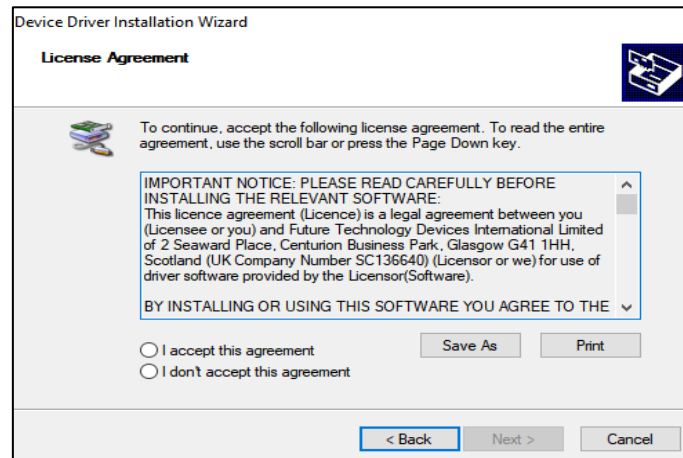 Device Driver Installation Wizard
License Agreement
To continue, accept the following license agreement. To read the entire
agreement, use the scroll bar or press the Page Down key.
IMPORTANT NOTICE: PLEASE READ CAREFULLY BEFORE
INSTALLING THE RELEVANT SOFTWARE:
This licence agreement (Licence) is a legal agreement between you
(Licensee or you) and Future Technology Devices International Limited
of 2 Seaward Place, Centurion Business Park, Glasgow G41 1HH,
Scotland (UK Company Number SC136640) (Licensor or we) for use of
driver software provided by the Licensor(Software).
BY INSTALLING OR USING THIS SOFTWARE YOU AGREE TO THE
I accept this agreement
I don't accept this agreement
Save As
Print
< Back
Next >
Cancel